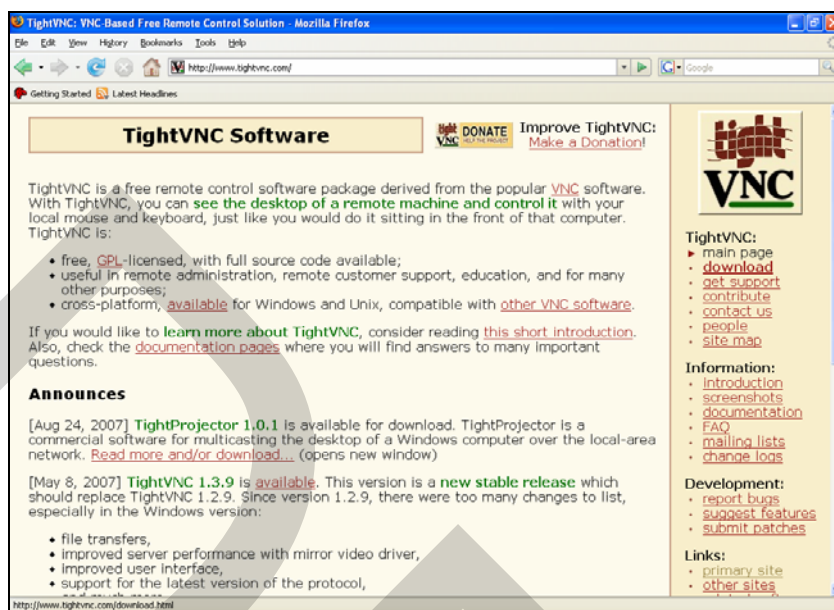 TightVNC: VNC-Based Free Remote Control Solution - Mozilla Firefox
File Edit View History Bookmarks Tools Help
http://www.tightvnc.com/
Google
Getting Started Latest Headlines
TightVNC Software
tight VNC DONATE HELP THE PROJECT
Improve TightVNC:
Make a Donation!
TightVNC is a free remote control software package derived from the popular VNC software.
With TightVNC, you can see the desktop of a remote machine and control it with your
local mouse and keyboard, just like you would do it sitting in the front of that computer.
TightVNC is:
• free, GPL-licensed, with full source code available;
• useful in remote administration, remote customer support, education, and for many
other purposes;
• cross-platform, available for Windows and Unix, compatible with other VNC software.
If you would like to learn more about TightVNC, consider reading this short introduction.
Also, check the documentation pages where you will find answers to many important
questions.
Announces
[Aug 24, 2007] TightProjector 1.0.1 is available for download. TightProjector is a
commercial software for multicasting the desktop of a Windows computer over the local-area
network. Read more and/or download... (opens new window)
[May 8, 2007] TightVNC 1.3.9 is available. This version is a new stable release which
should replace TightVNC 1.2.9. Since version 1.2.9, there were too many changes to list,
especially in the Windows version:
• file transfers,
• improved server performance with mirror video driver,
• improved user interface,
• support for the latest version of the protocol,
• and much more.
tight
VNC
TightVNC:
main page
download
get support
contribute
contact us
people
site map
Information:
introduction
screenshots
documentation
FAQ
mailing lists
change logs
Development:
report bugs
suggest features
submit patches
Links:
primary site
other sites
http://www.tightvnc.com/download.html